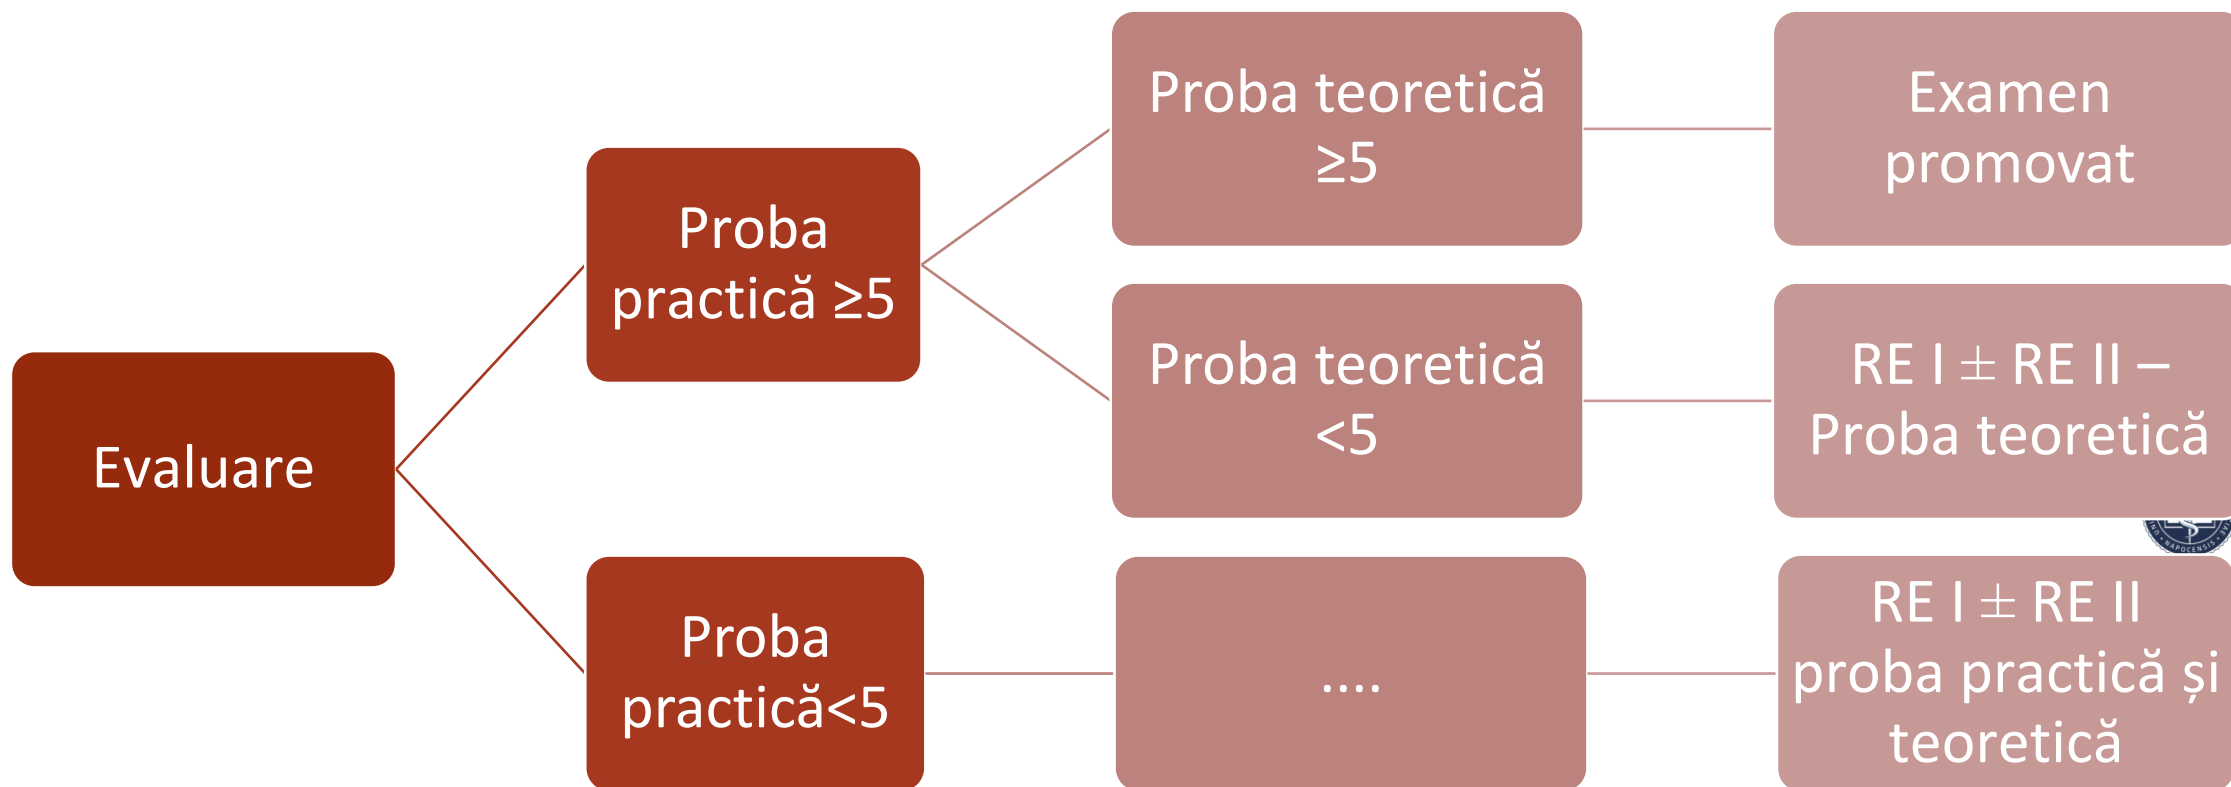 Evaluare
Proba
practică ≥5
Proba
practică<5
Proba teoretică
≥5
Proba teoretică
<5
....
Examen
promovat
RE I ± RE II –
Proba teoretică
NAPOCENSIS
RE I ± RE II
proba practică și
teoretică